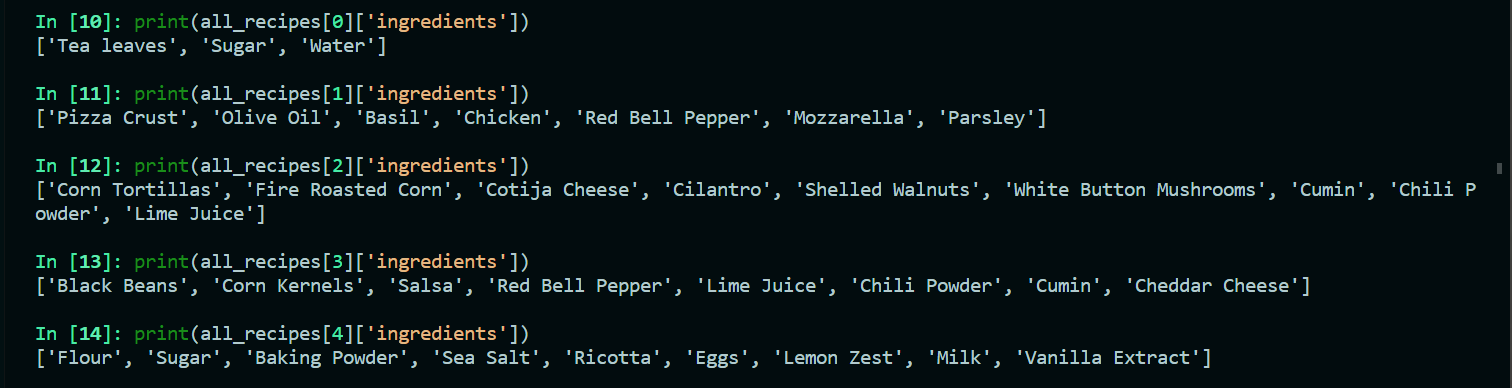 In [10]: print(all_recipes[0]['ingredients'])
['Tea leaves', 'Sugar', 'Water']
In [11]: print(all_recipes[1]['ingredients'])
['Pizza Crust', 'Olive Oil', 'Basil', 'Chicken', 'Red Bell Pepper', 'Mozzarella', 'Parsley']
In [12]: print(all_recipes[2]['ingredients'])
['Corn Tortillas', 'Fire Roasted Corn', 'Cotija Cheese', 'Cilantro', 'Shelled Walnuts', 'White Button Mushrooms', 'Cumin', 'Chili P
owder', 'Lime Juice']
In [13]: print(all_recipes[3]['ingredients'])
['Black Beans', 'Corn Kernels', 'Salsa', 'Red Bell Pepper', 'Lime Juice', 'Chili Powder', 'Cumin', 'Cheddar Cheese']
In [14]: print(all_recipes[4]['ingredients'])
['Flour', 'Sugar', 'Baking Powder', 'Sea Salt', 'Ricotta', 'Eggs', 'Lemon Zest', 'Milk', 'Vanilla Extract']